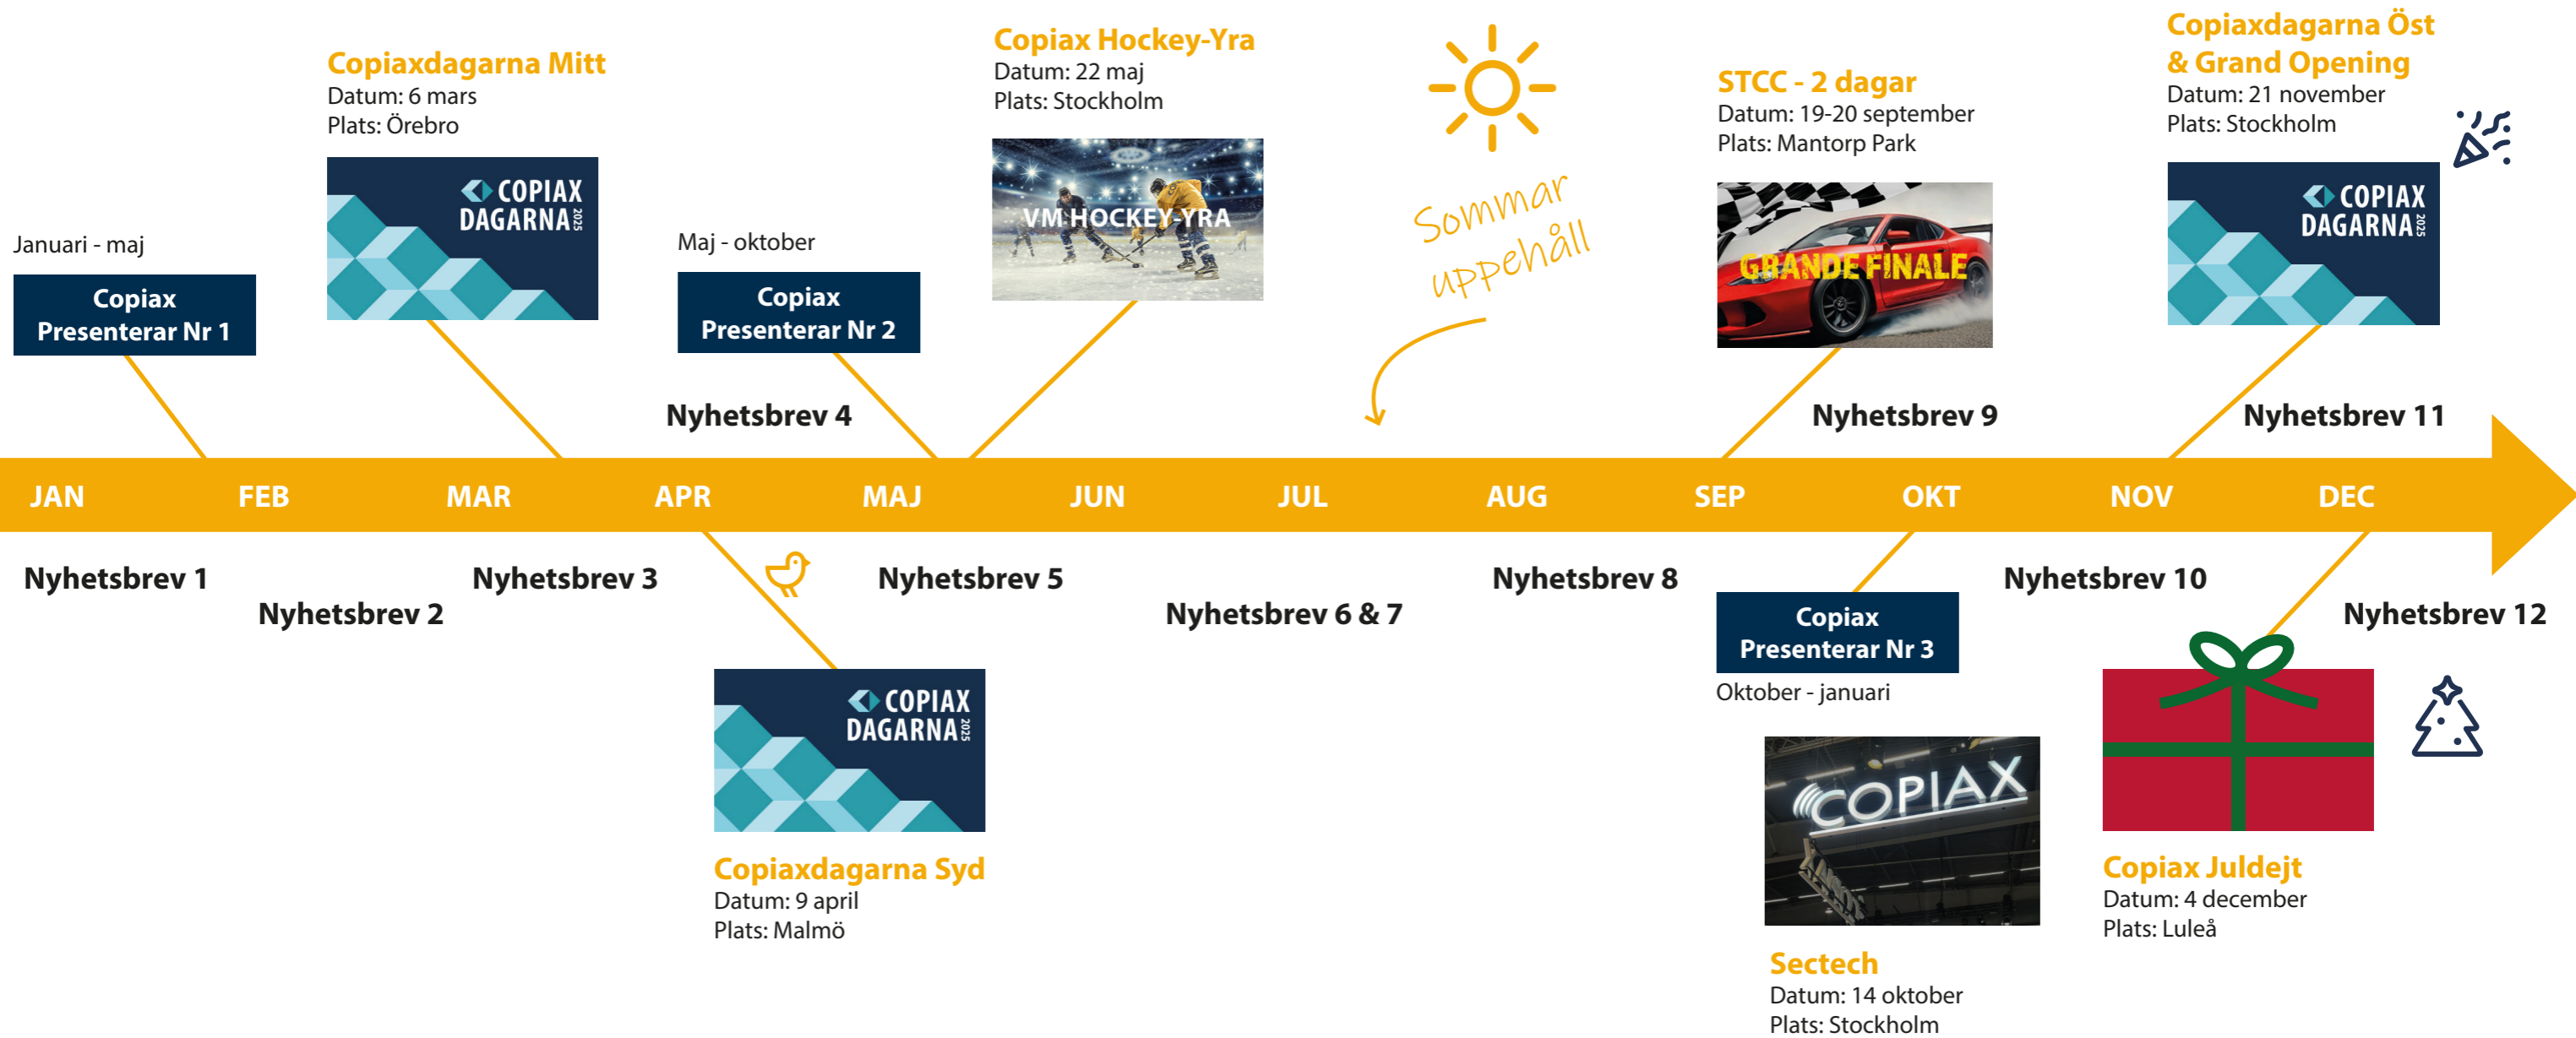 Januari - maj
Copiax
Presenterar Nr 1
Copiaxdagarna Mitt
Datum: 6 mars
Plats: Örebro
COPIAX
DAGARNA 2025
Maj - oktober
Copiax
Presenterar Nr 2
Copiax Hockey-Yra
Datum: 22 maj
Plats: Stockholm
VM HOCKEY-YRA
Sommar
uppehåll
STCC - 2 dagar
Datum: 19-20 september
Plats: Mantorp Park
GRANDE FINALE
Copiaxdagarna Öst
& Grand Opening
Datum: 21 november
Plats: Stockholm
COPIAX
DAGARNA 2025
Nyhetsbrev 4
Nyhetsbrev 9
Nyhetsbrev 11
JAN FEB MAR APR MAJ JUN JUL AUG SEP OKT NOV DEC
Nyhetsbrev 1
Nyhetsbrev 2
Nyhetsbrev 3
Nyhetsbrev 5
Nyhetsbrev 6 & 7
Nyhetsbrev 8
Nyhetsbrev 10
Nyhetsbrev 12
COPIAX
DAGARNA 2025
Copiaxdagarna Syd
Datum: 9 april
Plats: Malmö
Copiax
Presenterar Nr 3
Oktober - januari
COPIAX
Sectech
Datum: 14 oktober
Plats: Stockholm
Copiax Juldejt
Datum: 4 december
Plats: Luleå